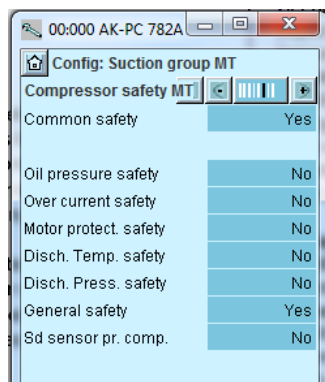 00:000 AK-PC 782A
Config: Suction group MT
Compressor safety MT
Common safety Yes
Oil pressure safety No
Over current safety No
Motor protect. safety No
Disch. Temp. safety No
Disch. Press. safety No
General safety Yes
Sd sensor pr. comp. No